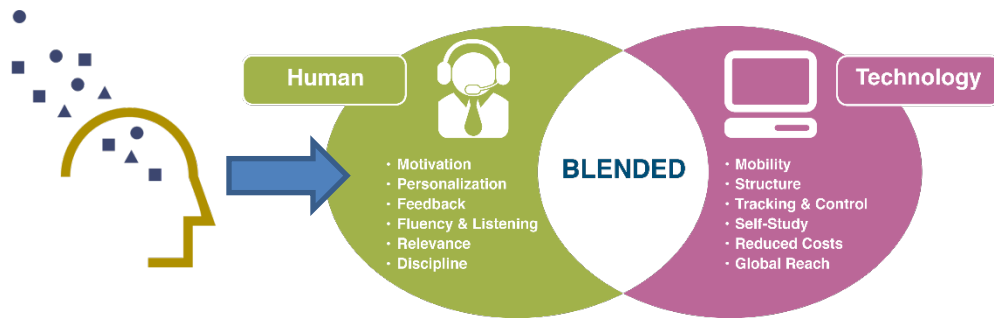 Human
· Motivation
· Personalization
· Feedback
· Fluency & Listening
· Relevance
· Discipline
BLENDED
Technology
· Mobility
· Structure
· Tracking & Control
· Self-Study
· Reduced Costs
· Global Reach